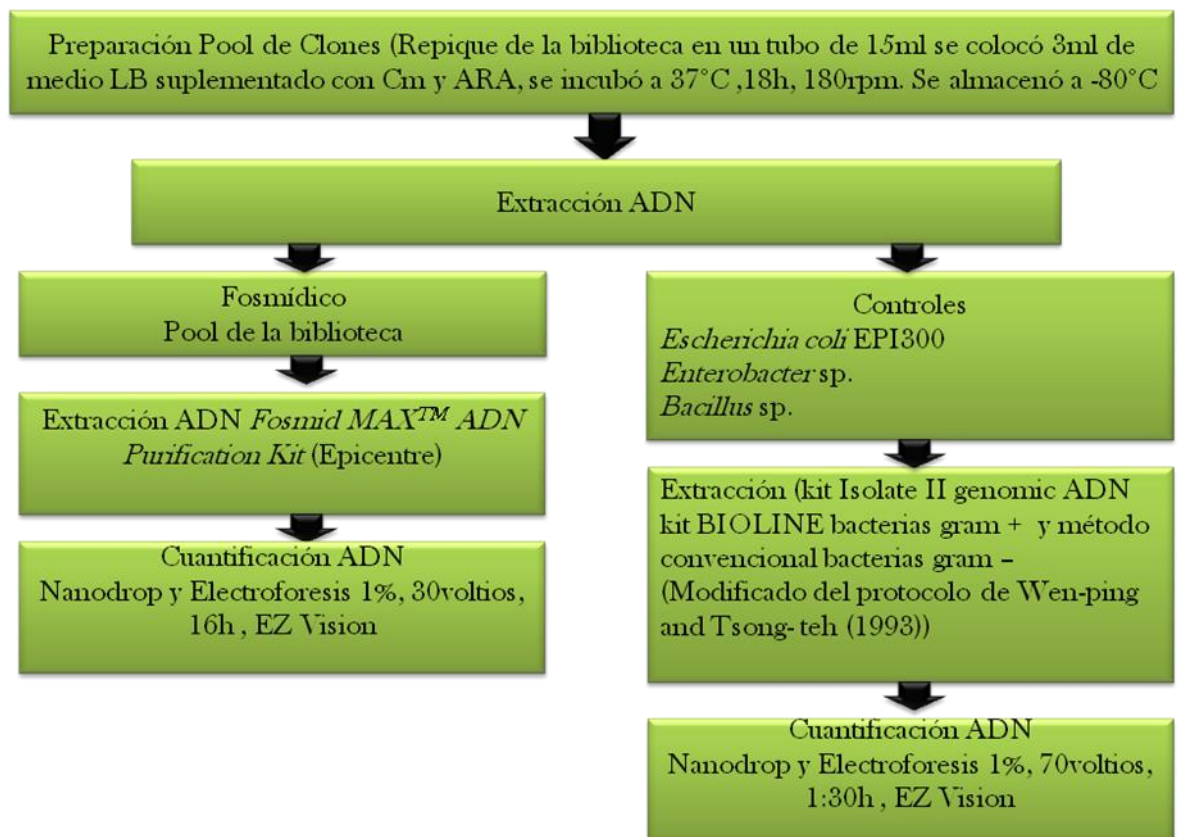 Preparación Pool de Clones (Repique de la biblioteca en un tubo de 15ml se colocó 3ml de
medio LB suplementado con Cm y ARA, se incubó a 37°C ,18h, 180rpm. Se almacenó a -80°C
Extracción ADN
Fosmídico
Pool de la biblioteca
Extracción ADN Fosmid MAX™ ADN
Purification Kit (Epicentre)
Cuantificación ADN
Nanodrop y Electroforesis 1%, 30voltios,
16h , EZ Vision
Controles
Escherichia coli EPI300
Enterobacter sp.
Bacillus sp.
Extracción (kit Isolate II genomic ADN
kit BIOLINE bacterias gram + y método
convencional bacterias gram –
(Modificado del protocolo de Wen-ping
and Tsong- teh (1993))
Cuantificación ADN
Nanodrop y Electroforesis 1%, 70voltios,
1:30h , EZ Vision